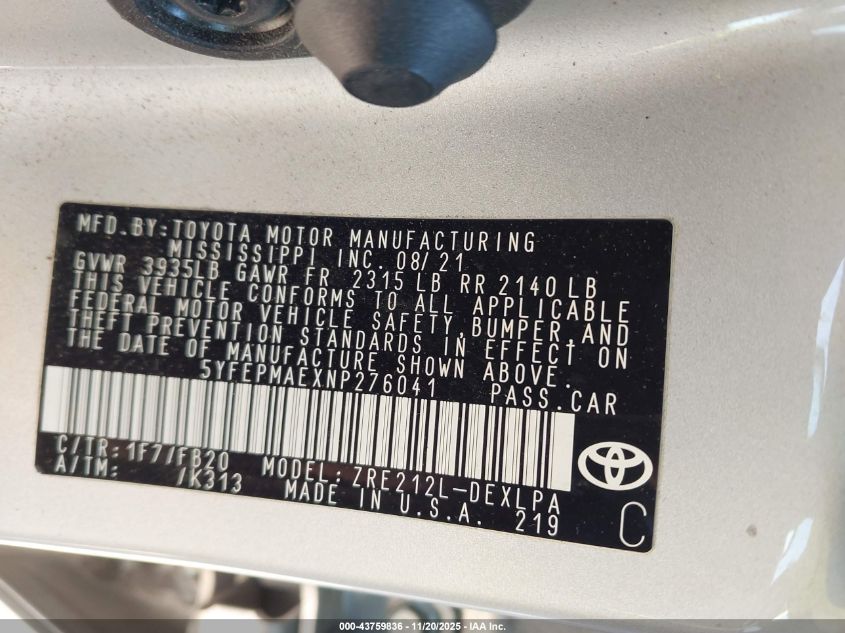 MFD.BY:TOYOTA MOTOR MANUFACTURING
MISSISSIPPI INC. 08/21
GVWR 3935LB GAWR FR 2315 LB RR 2140 LB
THIS VEHICLE CONFORMS TO ALL APPLICABLE
FEDERAL MOTOR VEHICLE SAFETY,BUMPER,AND
THEFT PREVENTION STANDARDS IN EFFECT ON
THE DATE OF MANUFACTURE SHOWN ABOVE.
5YFEPMAEXNP276041 PASS.CAR
C/TR:1F7/FB20 MODEL:ZRE212L-DEXLPA
A/TM: /K313 MADE IN U.S.A. 219
C
000-43759836 - 11/20/2025 - IAA Inc.